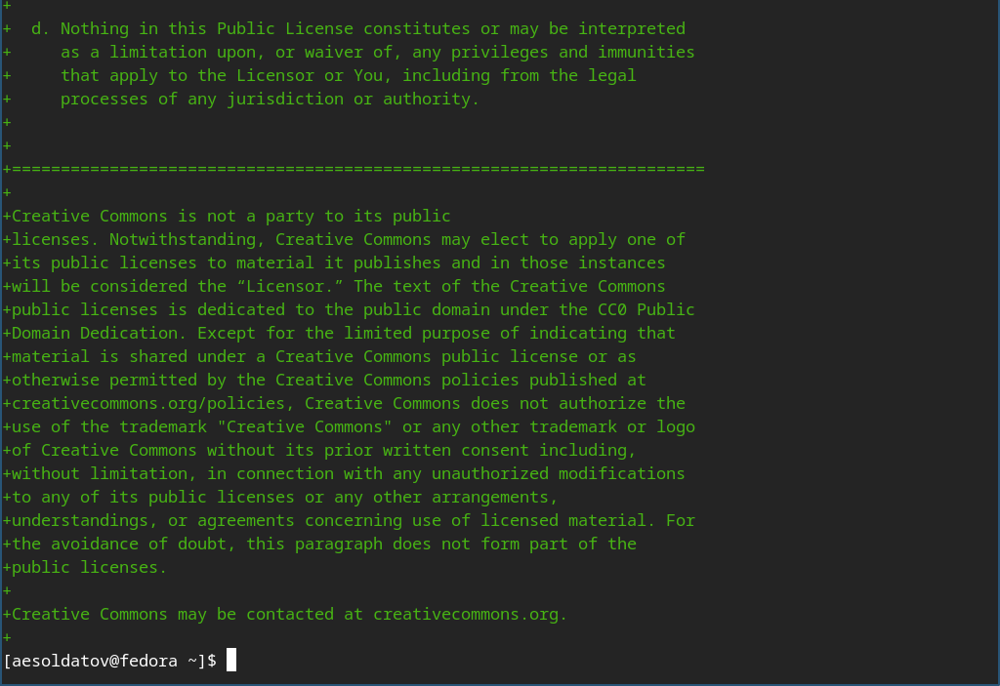 +
+  d. Nothing in this Public License constitutes or may be interpreted
+     as a limitation upon, or waiver of, any privileges and immunities
+     that apply to the Licensor or You, including from the legal
+     processes of any jurisdiction or authority.
+
+
+=======================================================================
+
+Creative Commons is not a party to its public
+licenses. Notwithstanding, Creative Commons may elect to apply one of
+its public licenses to material it publishes and in those instances
+will be considered the “Licensor.” The text of the Creative Commons
+public licenses is dedicated to the public domain under the CC0 Public
+Domain Dedication. Except for the limited purpose of indicating that
+material is shared under a Creative Commons public license or as
+otherwise permitted by the Creative Commons policies published at
+creativecommons.org/policies, Creative Commons does not authorize the
+use of the trademark "Creative Commons" or any other trademark or logo
+of Creative Commons without its prior written consent including,
+without limitation, in connection with any unauthorized modifications
+to any of its public licenses or any other arrangements,
+understandings, or agreements concerning use of licensed material. For
+the avoidance of doubt, this paragraph does not form part of the
+public licenses.
+
+Creative Commons may be contacted at creativecommons.org.
+
[aesoldatov@fedora ~]$